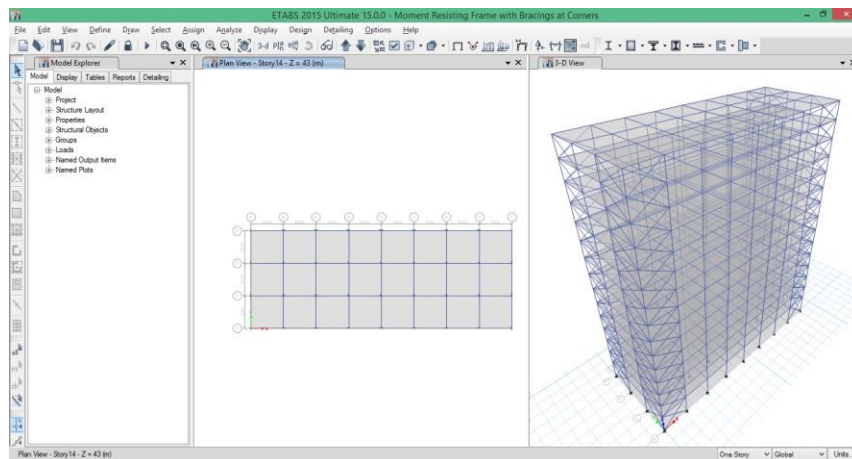 ETABS 2015 Ultimate 15.0.0 - Moment Resisting Frame with Bracings at Corners
File Edit View Define Draw Select Assign Analyze Display Design Detailing Options Help
3-d
nd
Model Explorer
Model Display Tables Reports Detailing
Model
Project
Structure Layout
Properties
Structural Objects
Groups
Loads
Named Output Items
Named Plots
Plan View - Story14 - Z = 43 (m)
3-D View
Plan View - Story14 - Z = 43 (m)
One Story Global Units...